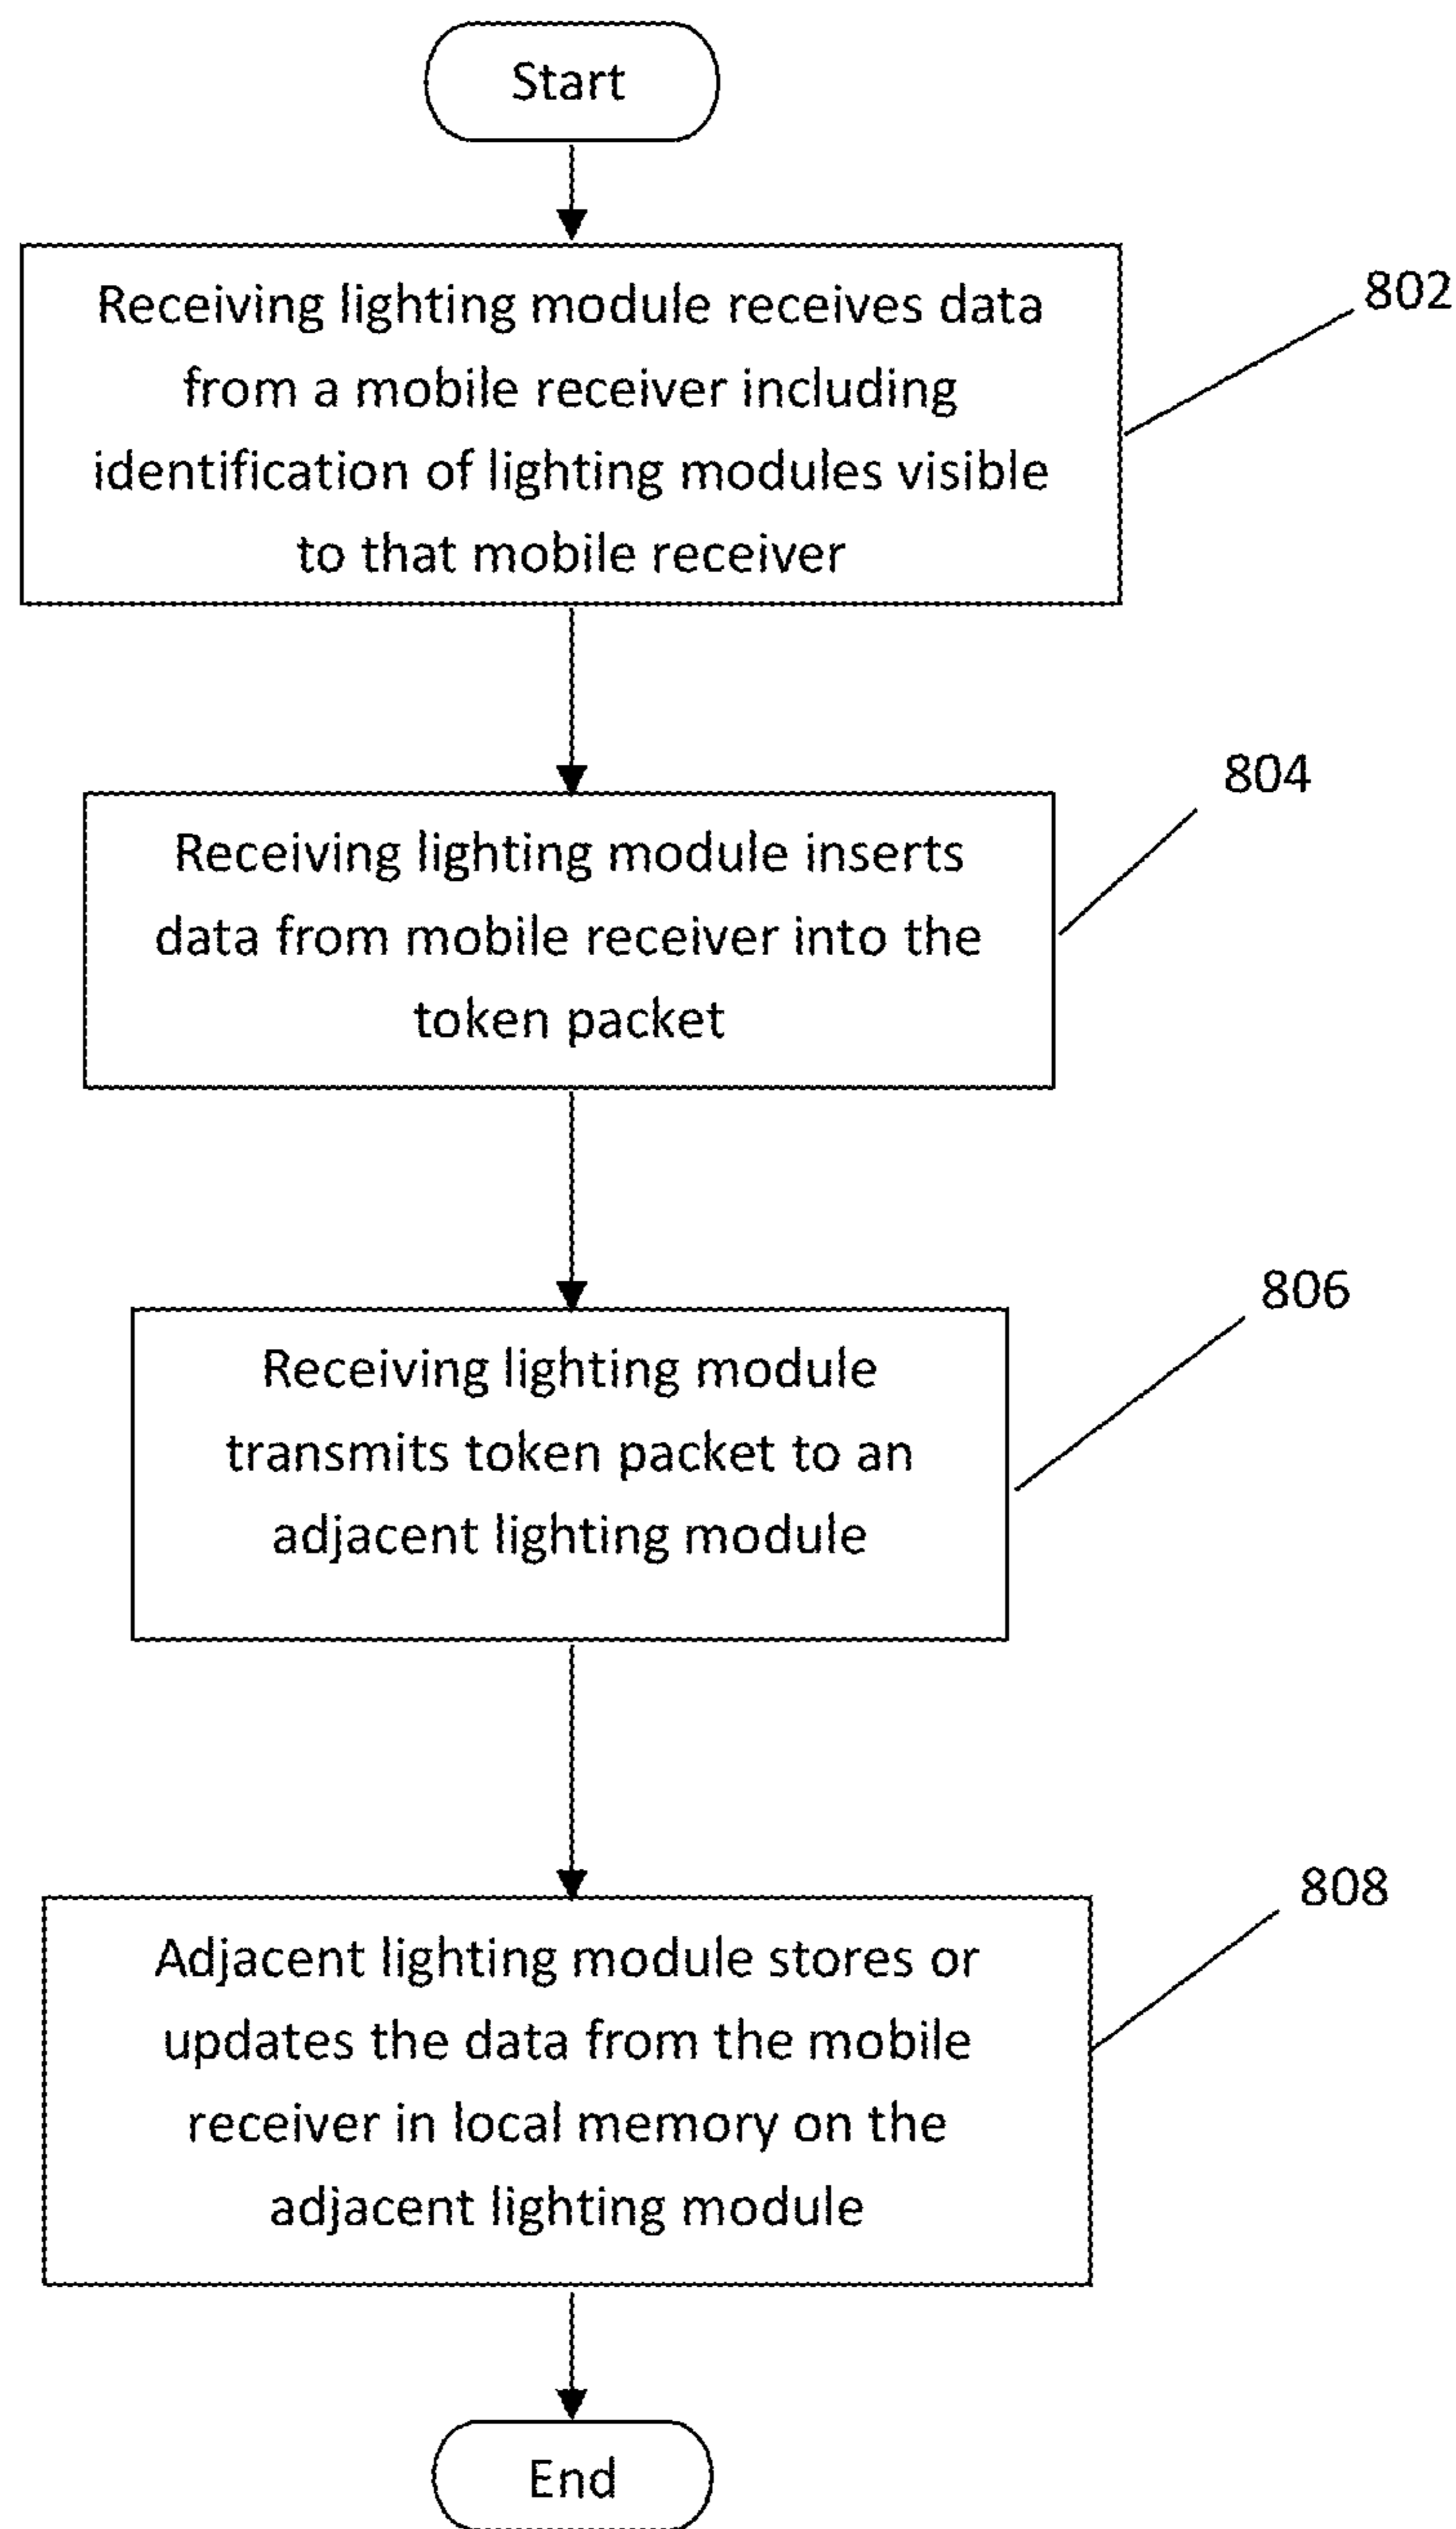 Start
Receiving lighting module receives data
from a mobile receiver including
identification of lighting modules visible
to that mobile receiver
802
Receiving lighting module inserts
data from mobile receiver into the
token packet
804
Receiving lighting module
transmits token packet to an
adjacent lighting module
806
Adjacent lighting module stores or
updates the data from the mobile
receiver in local memory on the
adjacent lighting module
808
End